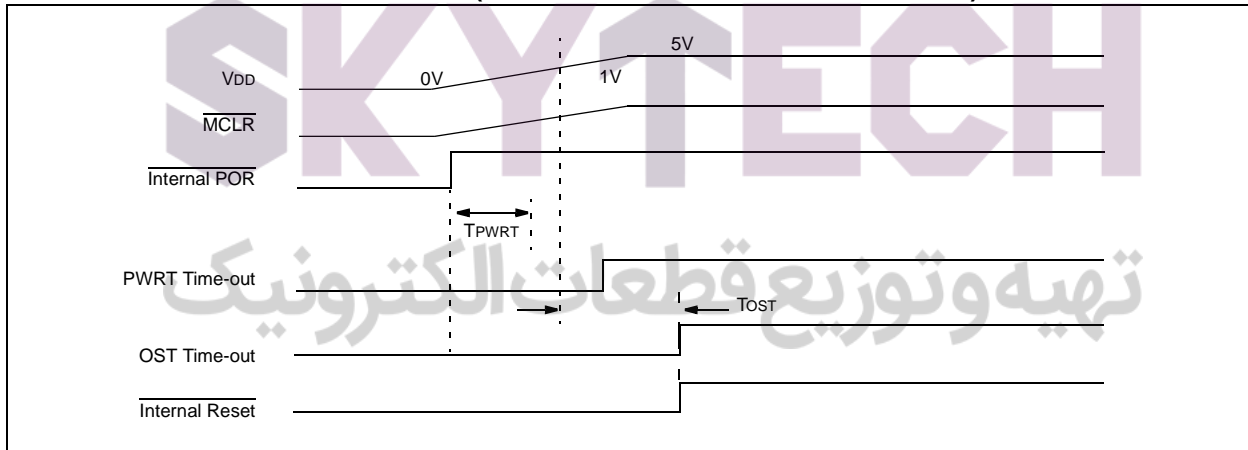 SKYTECH
5V
VDD
0V
1V
MCLR
Internal POR
TPWRT
تهیه و توزیع قطعات الکترونیک
PWRT Time-out
TOST
OST Time-out
Internal Reset